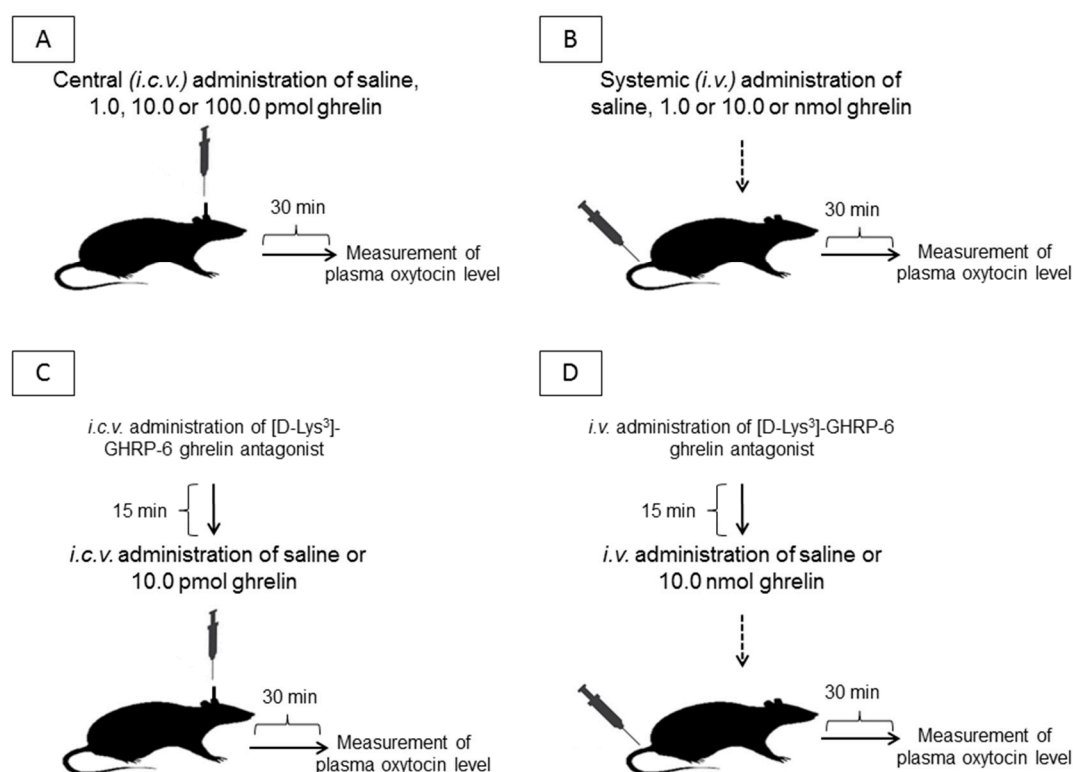 A
Central (i.c.v.) administration of saline,
1.0, 10.0 or 100.0 pmol ghrelin
30 min
Measurement of
plasma oxytocin level
B
Systemic (i.v.) administration of
saline, 1.0 or 10.0 or nmol ghrelin
30 min
Measurement of
plasma oxytocin level
C
i.c.v. administration of [D-Lys³]-
GHRP-6 ghrelin antagonist
15 min
i.c.v. administration of saline or
10.0 pmol ghrelin
30 min
Measurement of
plasma oxytocin level
D
i.v. administration of [D-Lys³]-GHRP-6
ghrelin antagonist
15 min
i.v. administration of saline or
10.0 nmol ghrelin
30 min
Measurement of
plasma oxytocin level